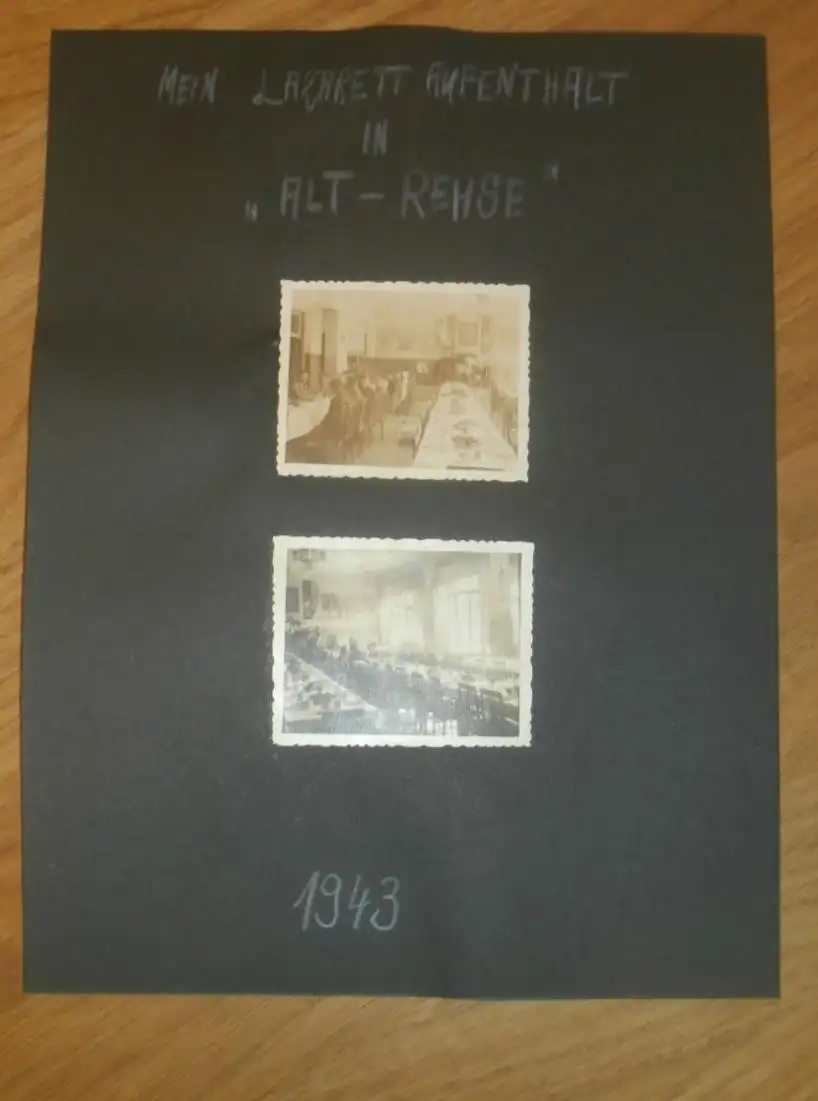 MEIN LAZARETT AUFENTHALT
IN
„ALT-REHSE"
1943